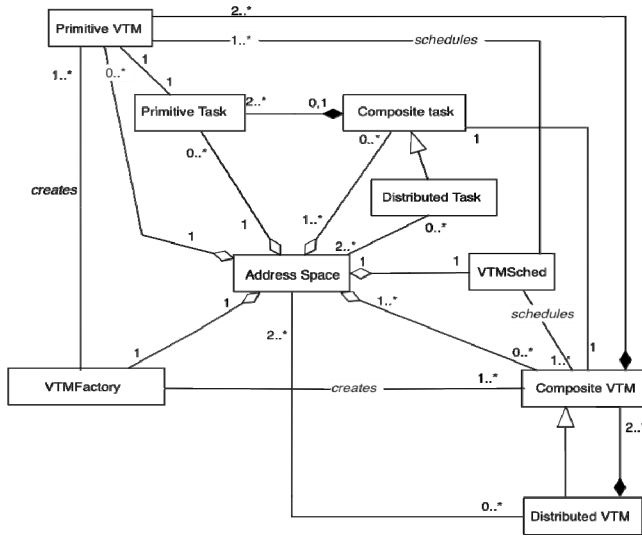 2..*
Primitive VTM
1..*
schedules
1..*
0..*
1
1
Primitive Task
2..*
0,1
Composite task
0..*
0..*
1
creates
Distributed Task
1
1
1..*
0..*
2..*
Address Space
1
1
VTMSched
1
1..*
schedules
2..*
1
0..*
1..*
1
VTMFactory
creates
1..*
Composite VTM
2..*
0..*
Distributed VTM